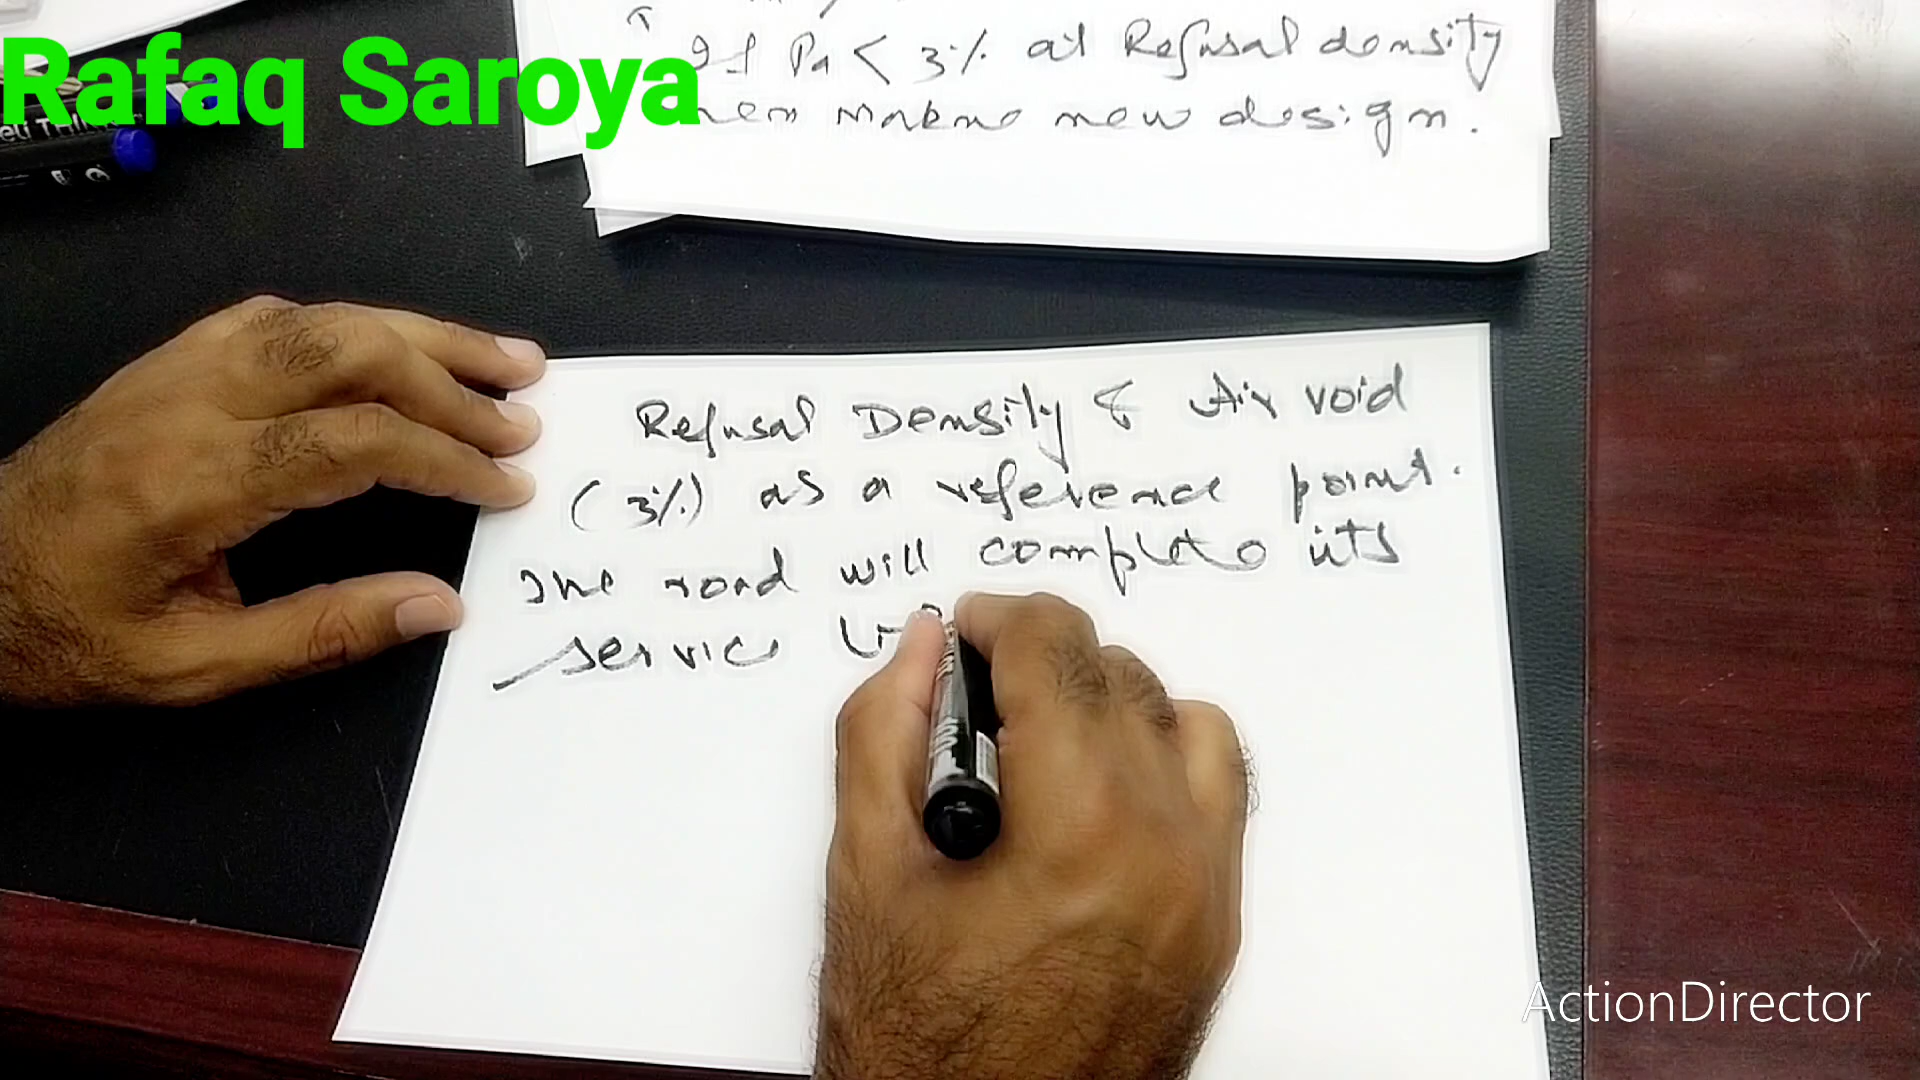 If Pa < 3% at Refusal density
then make new design.
Rafaq Saroya
Refusal Density & Air void
(3%) as a reference point.
The road will complete its
service
ActionDirector